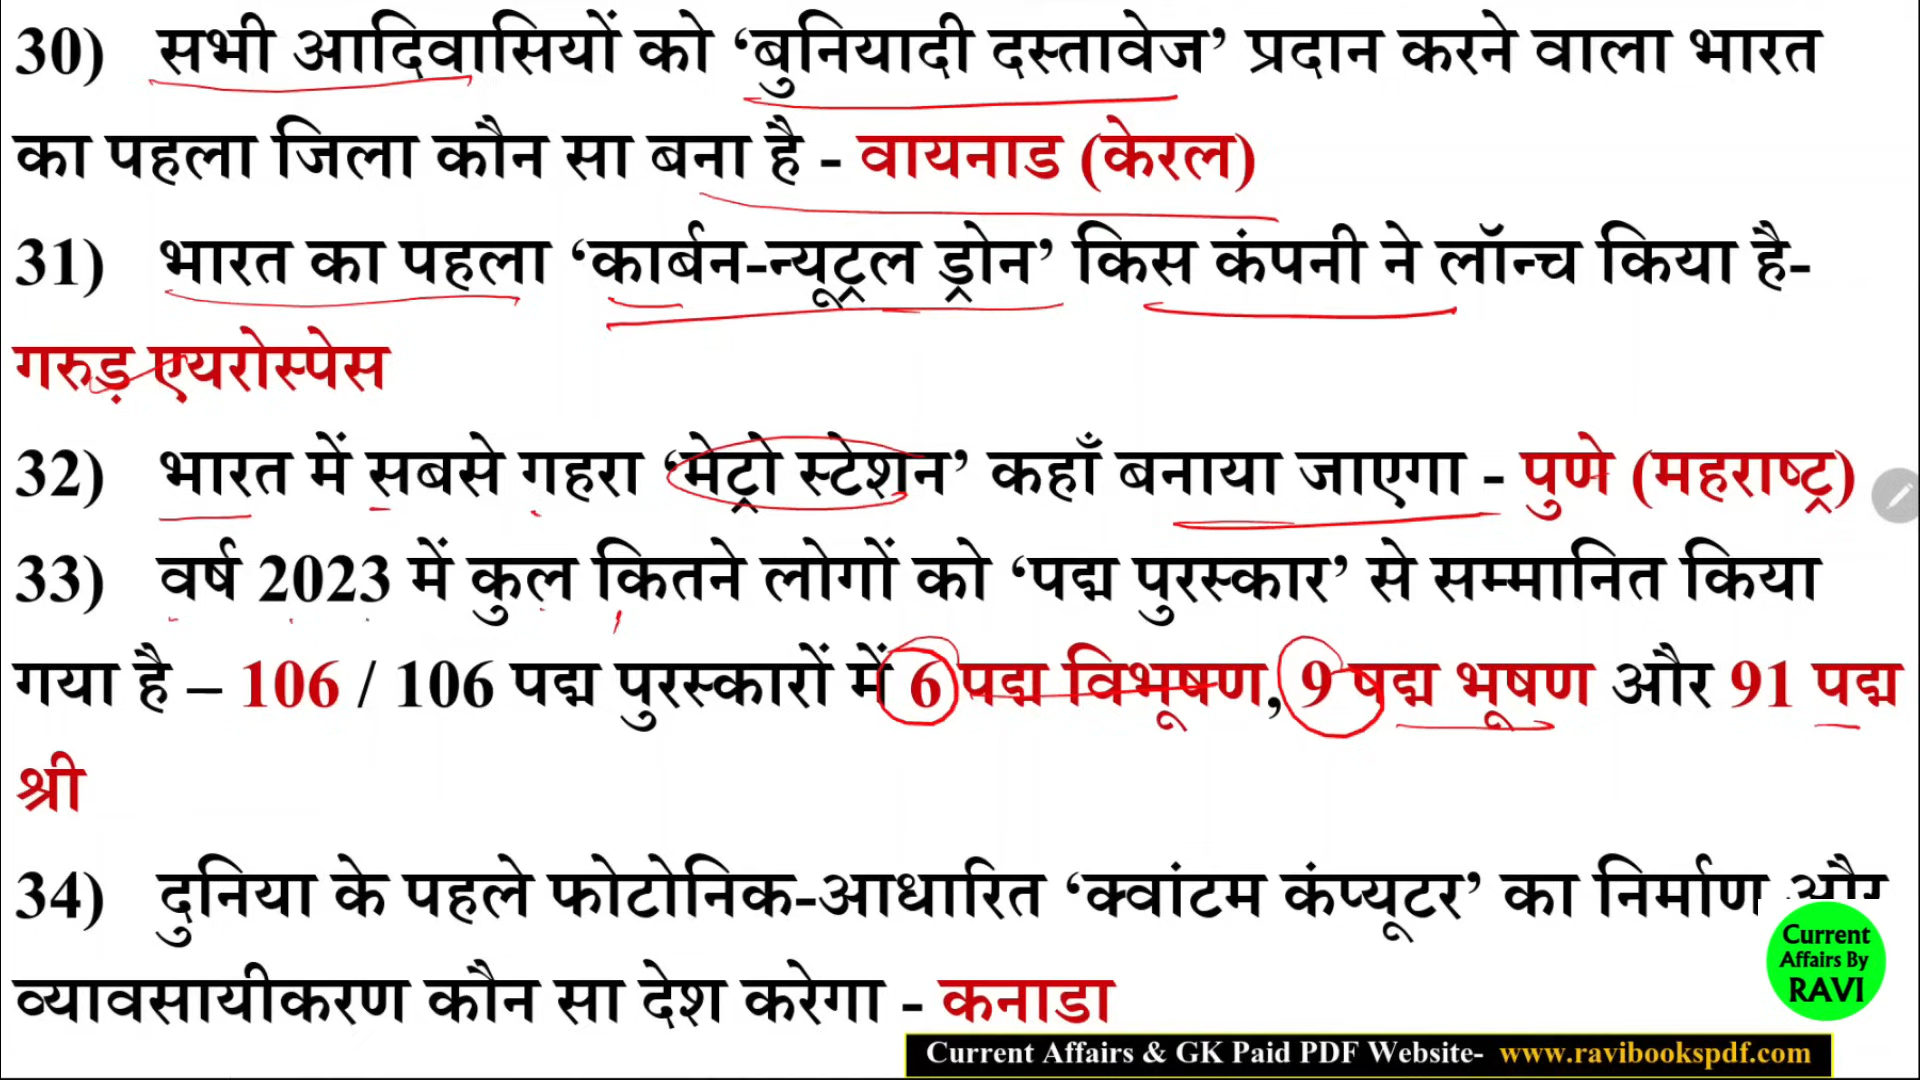 30) सभी आदिवासियों को ‘बुनियादी दस्तावेज’ प्रदान करने वाला भारत
का पहला जिला कौन सा बना है - वायनाड (केरल)
31) भारत का पहला ‘कार्बन-न्यूट्रल ड्रोन’ किस कंपनी ने लॉन्च किया है-
गरुड़ एयरोस्पेस
32) भारत में सबसे गहरा ‘मेट्रो स्टेशन’ कहाँ बनाया जाएगा - पुणे (महराष्ट्र)
33) वर्ष 2023 में कुल कितने लोगों को ‘पद्म पुरस्कार’ से सम्मानित किया
गया है – 106 / 106 पद्म पुरस्कारों में 6 पद्म विभूषण, 9 पद्म भूषण और 91 पद्म
श्री
34) दुनिया के पहले फोटोनिक-आधारित ‘क्वांटम कंप्यूटर’ का निर्माण और
व्यावसायीकरण कौन सा देश करेगा - कनाडा
Current
Affairs By
RAVI
Current Affairs & GK Paid PDF Website- www.ravibookspdf.com